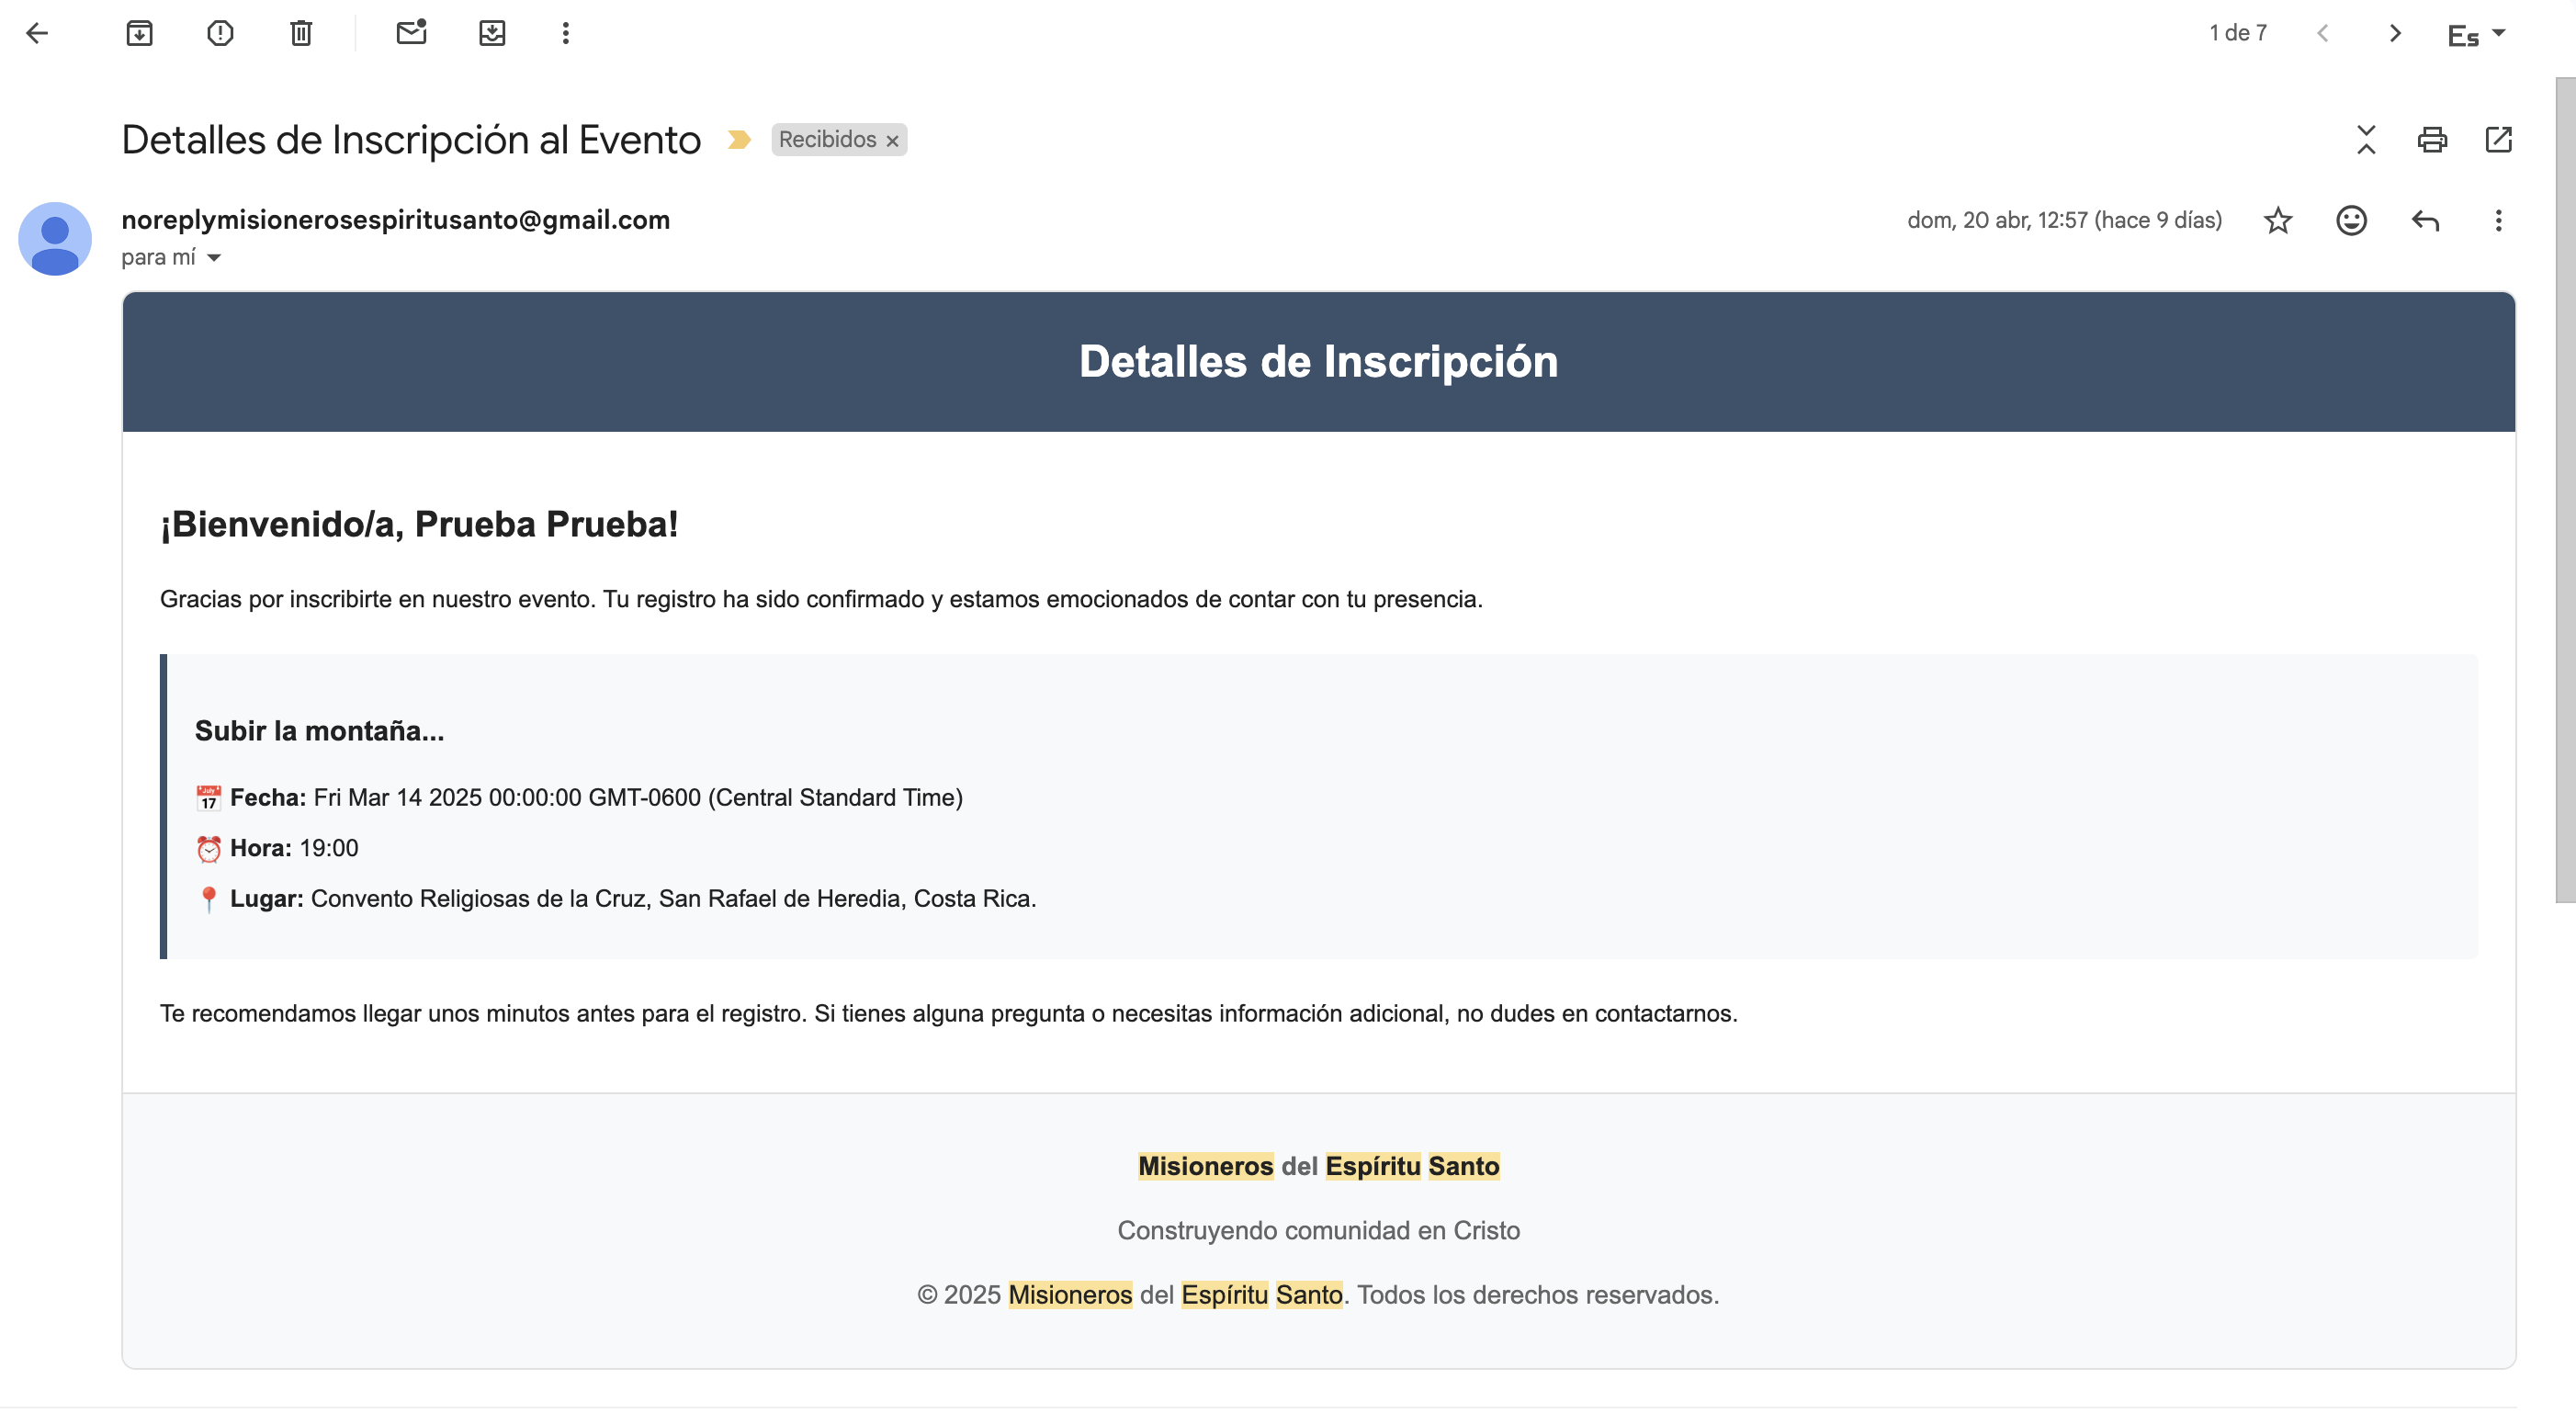 1 de 7
Es
Detalles de Inscripción al Evento
Recibidos ×
noreplymisionerosespiritusanto@gmail.com
dom, 20 abr, 12:57 (hace 9 días)
para mí
Detalles de Inscripción
¡Bienvenido/a, Prueba Prueba!
Gracias por inscribirte en nuestro evento. Tu registro ha sido confirmado y estamos emocionados de contar con tu presencia.
Subir la montaña...
📅 Fecha: Fri Mar 14 2025 00:00:00 GMT-0600 (Central Standard Time)
⏰ Hora: 19:00
📍 Lugar: Convento Religiosas de la Cruz, San Rafael de Heredia, Costa Rica.
Te recomendamos llegar unos minutos antes para el registro. Si tienes alguna pregunta o necesitas información adicional, no dudes en contactarnos.
Misioneros del Espíritu Santo
Construyendo comunidad en Cristo
© 2025 Misioneros del Espíritu Santo. Todos los derechos reservados.